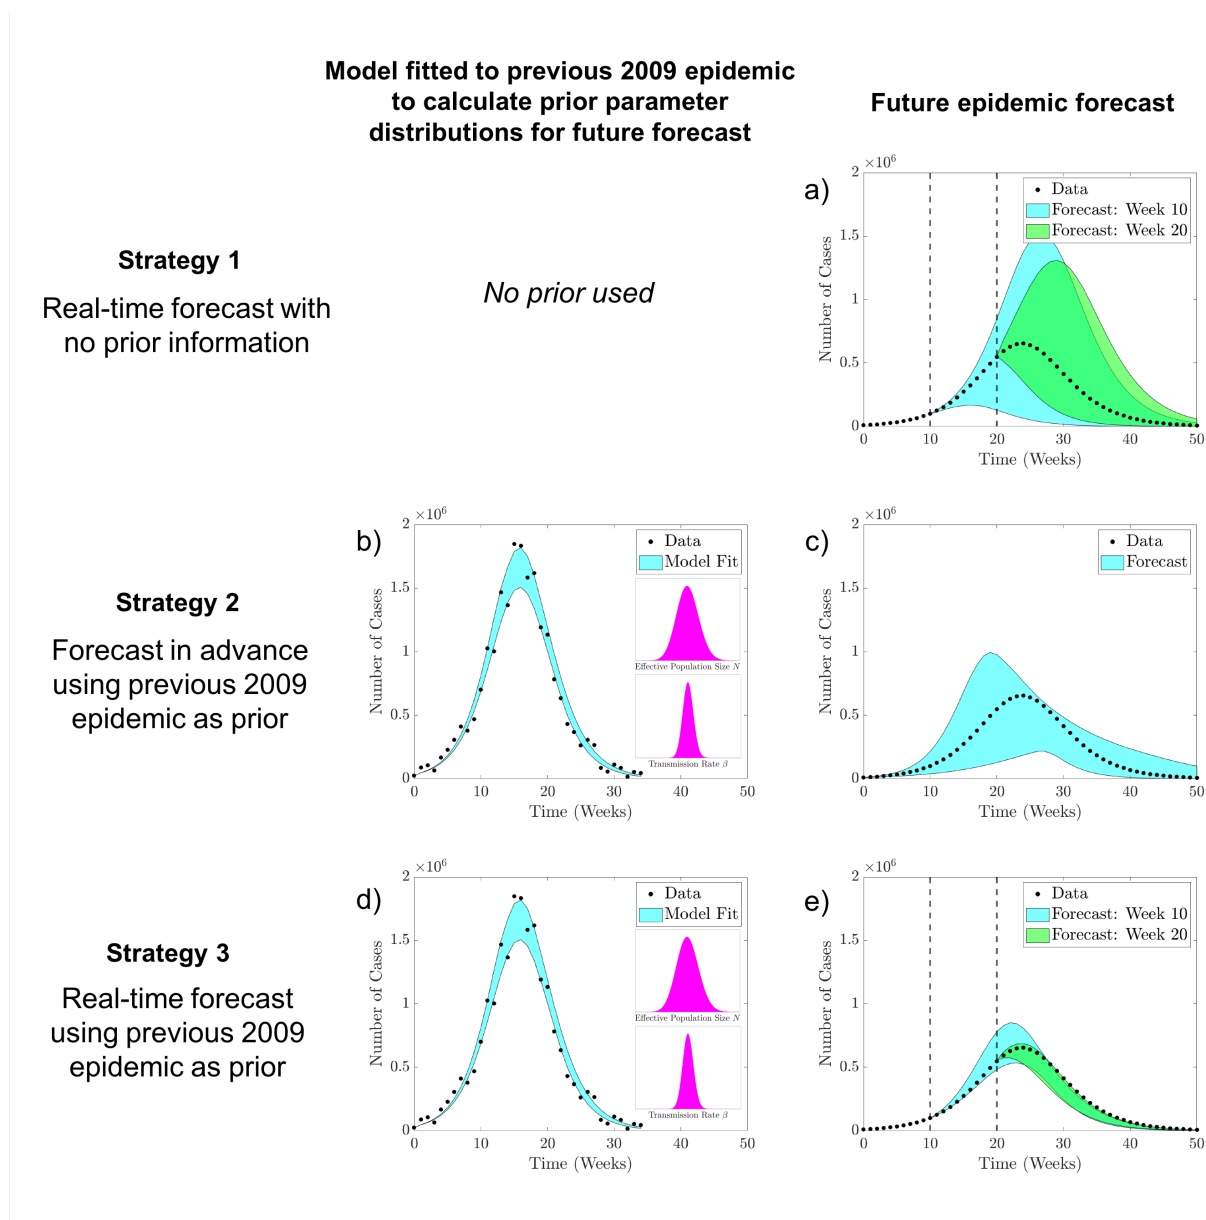 Model fitted to previous 2009 epidemic
to calculate prior parameter
distributions for future forecast
Future epidemic forecast
Strategy 1
Real-time forecast with
no prior information
No prior used
a)
×10⁶
2
1.5
1
0.5
0
Number of Cases
0 10 20 30 40 50
Time (Weeks)
Data
Forecast: Week 10
Forecast: Week 20
Strategy 2
Forecast in advance
using previous 2009
epidemic as prior
b)
×10⁶
2
1.5
1
0.5
0
Number of Cases
0 10 20 30 40 50
Time (Weeks)
Data
Model Fit
Effective Population Size N
Transmission Rate β
c)
×10⁶
2
1.5
1
0.5
0
Number of Cases
0 10 20 30 40 50
Time (Weeks)
Data
Forecast
Strategy 3
Real-time forecast
using previous 2009
epidemic as prior
d)
×10⁶
2
1.5
1
0.5
0
Number of Cases
0 10 20 30 40 50
Time (Weeks)
Data
Model Fit
Effective Population Size N
Transmission Rate β
e)
×10⁶
2
1.5
1
0.5
0
Number of Cases
0 10 20 30 40 50
Time (Weeks)
Data
Forecast: Week 10
Forecast: Week 20